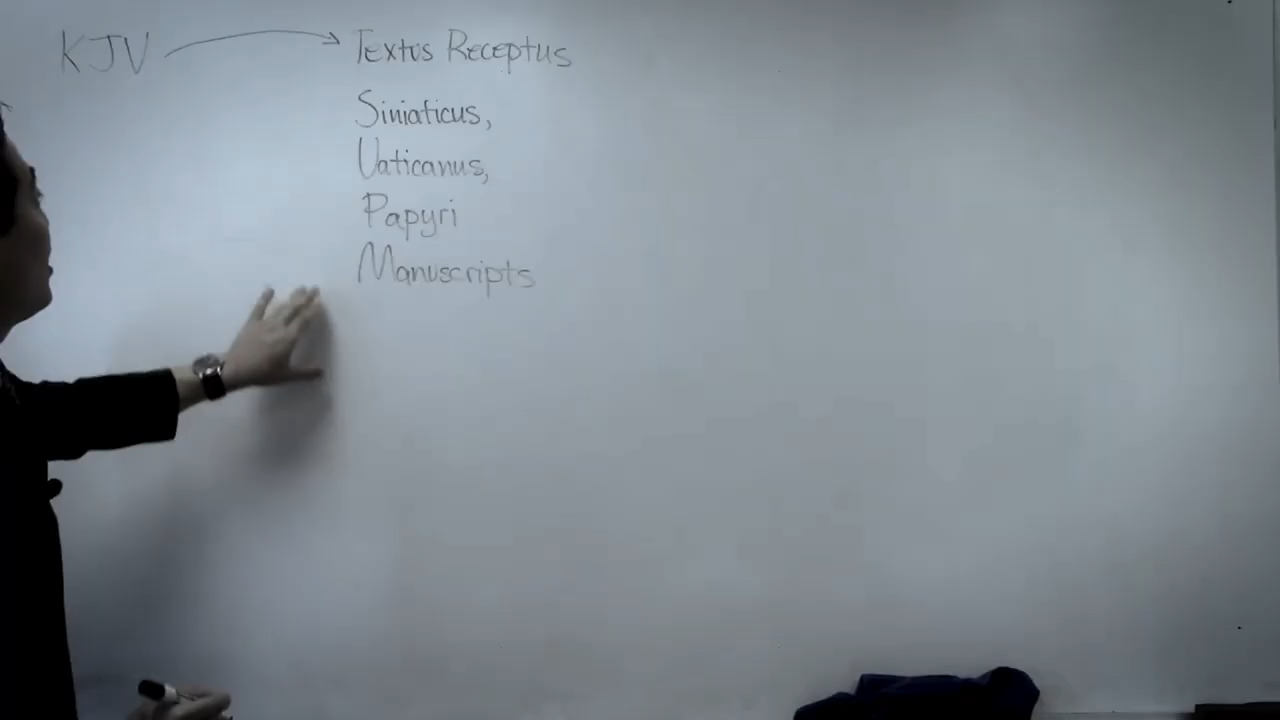 KJV → Textus Receptus
Siniaticus,
Vaticanus,
Papyri
Manuscripts